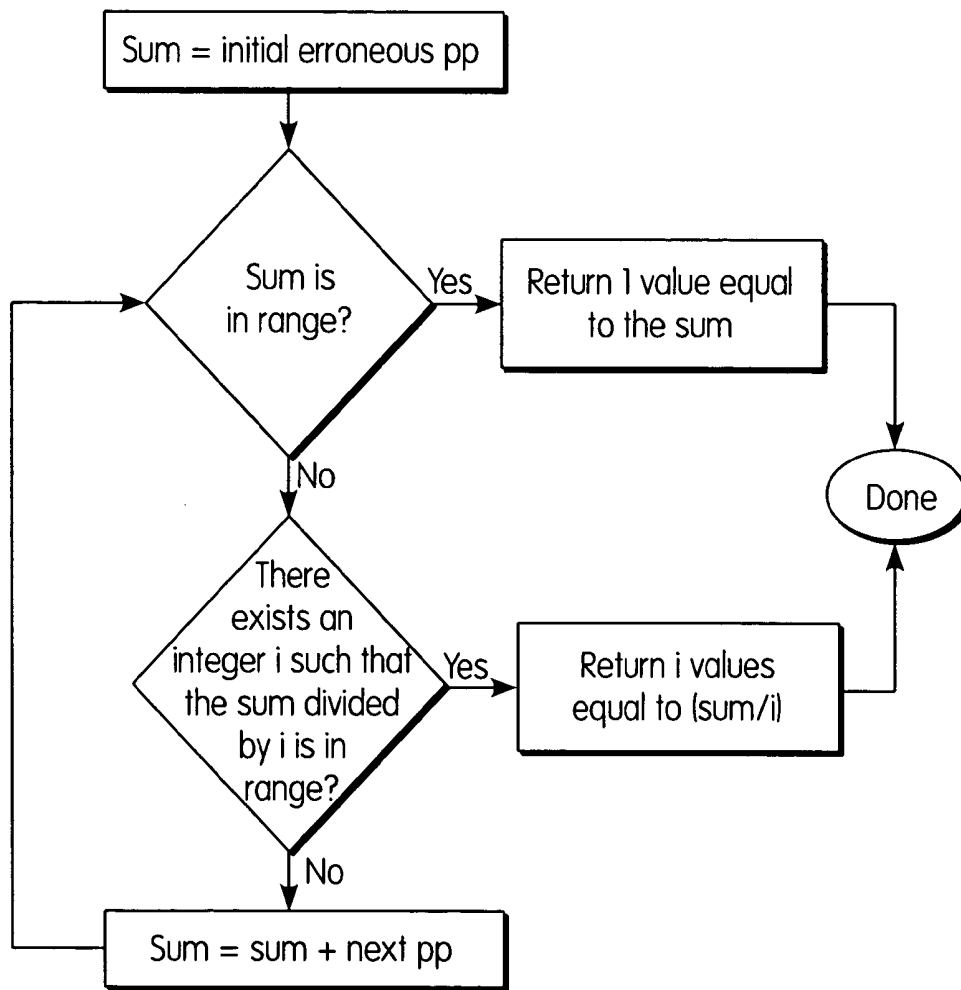 Sum = initial erroneous pp
Sum is
in range?
Yes
Return 1 value equal
to the sum
No
Done
There
exists an
integer i such that
the sum divided
by i is in
range?
Yes
Return i values
equal to (sum/i)
No
Sum = sum + next pp